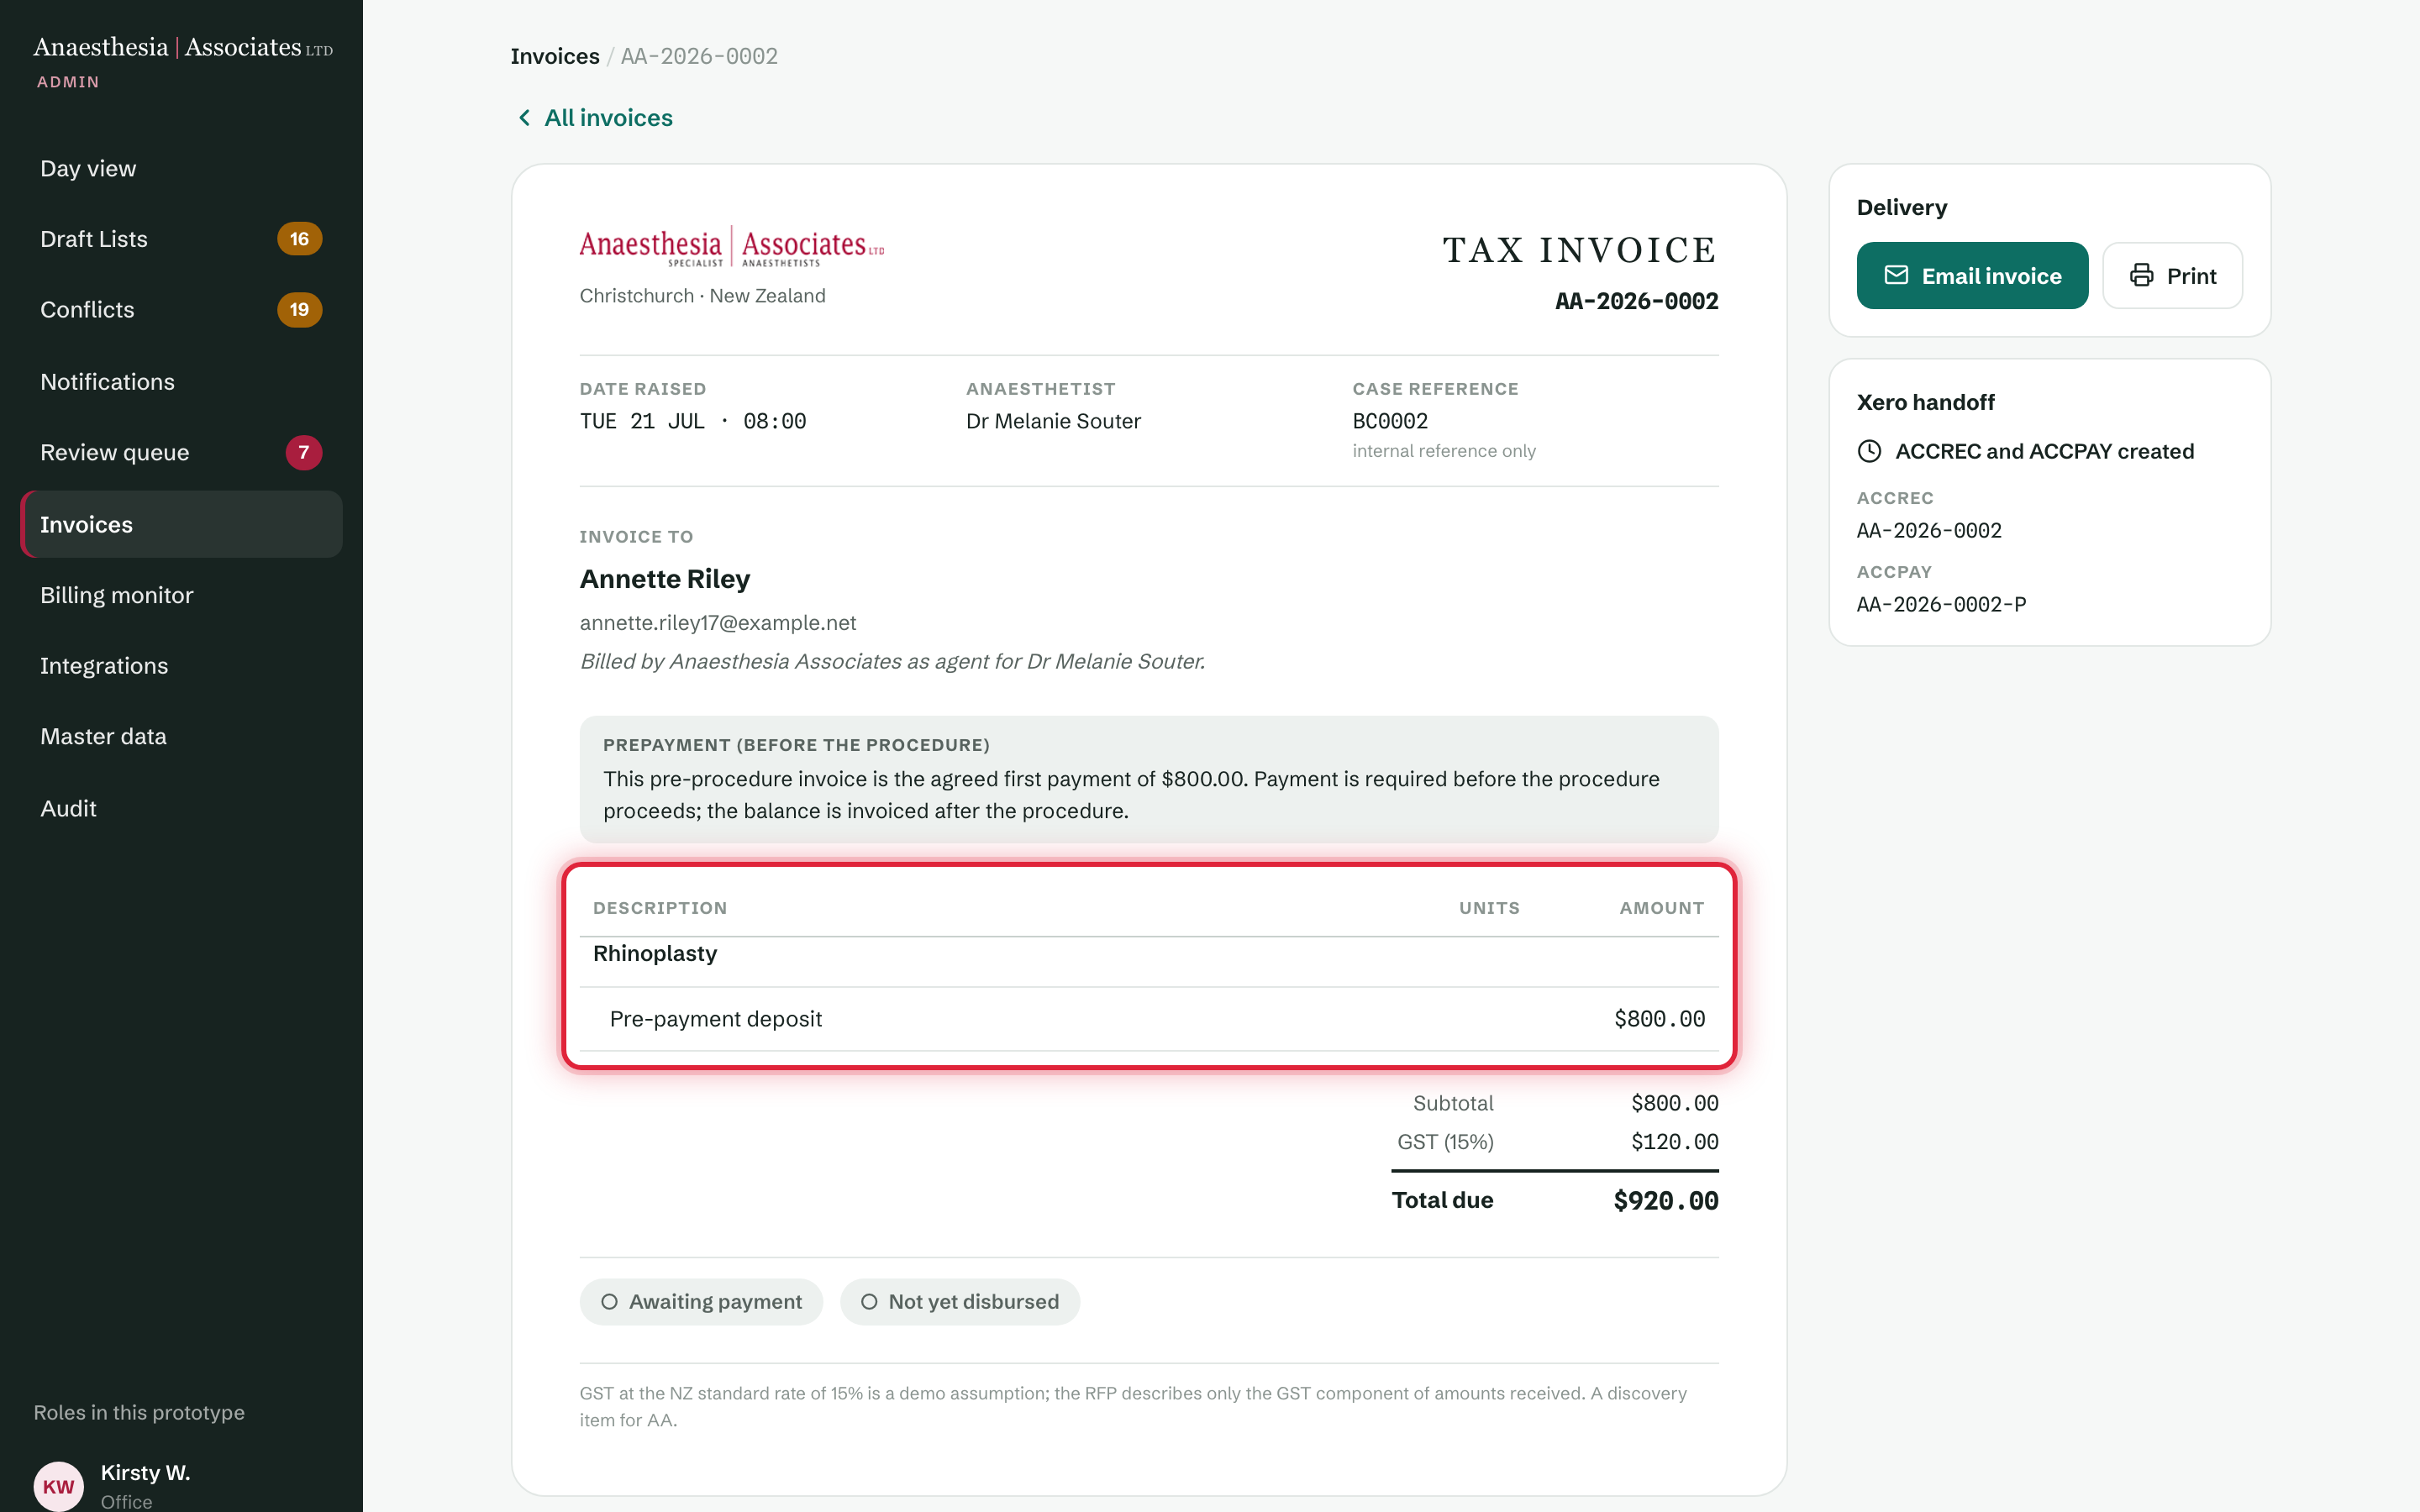 Anaesthesia | Associates LTD
ADMIN
Day view
Draft Lists 16
Conflicts 19
Notifications
Review queue 7
Invoices
Billing monitor
Integrations
Master data
Audit
Roles in this prototype
KW Kirsty W.
Office
Invoices / AA-2026-0002
All invoices
Anaesthesia | Associates LTD
SPECIALIST ANAESTHETISTS
Christchurch · New Zealand
TAX INVOICE
AA-2026-0002
DATE RAISED
TUE 21 JUL · 08:00
ANAESTHETIST
Dr Melanie Souter
CASE REFERENCE
BC0002
internal reference only
INVOICE TO
Annette Riley
annette.riley17@example.net
Billed by Anaesthesia Associates as agent for Dr Melanie Souter.
PREPAYMENT (BEFORE THE PROCEDURE)
This pre-procedure invoice is the agreed first payment of $800.00. Payment is required before the procedure
proceeds; the balance is invoiced after the procedure.
DESCRIPTION UNITS AMOUNT
Rhinoplasty
Pre-payment deposit $800.00
Subtotal $800.00
GST (15%) $120.00
Total due $920.00
Awaiting payment Not yet disbursed
GST at the NZ standard rate of 15% is a demo assumption; the RFP describes only the GST component of amounts received. A discovery
item for AA.
Delivery
Email invoice Print
Xero handoff
ACCREC and ACCPAY created
ACCREC
AA-2026-0002
ACCPAY
AA-2026-0002-P